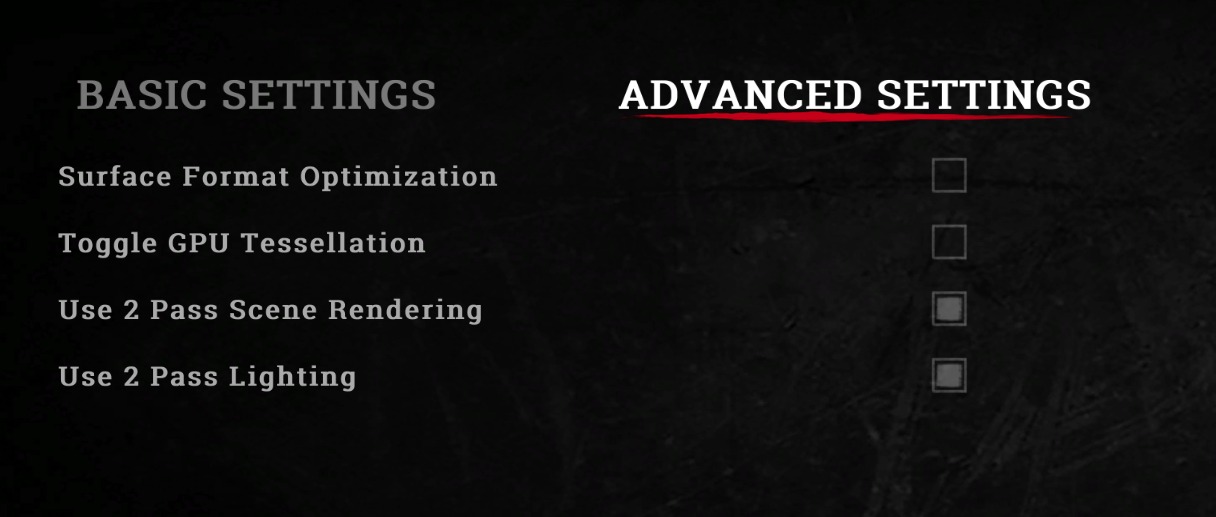 BASIC SETTINGS
ADVANCED SETTINGS
Surface Format Optimization
Toggle GPU Tessellation
Use 2 Pass Scene Rendering
Use 2 Pass Lighting